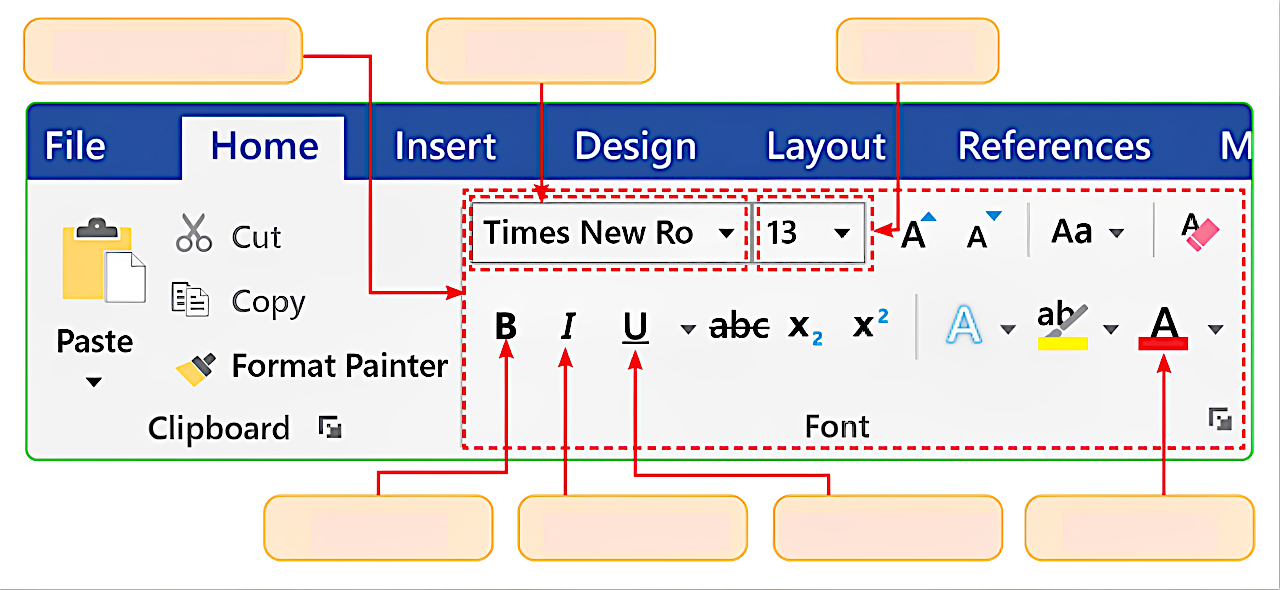 File Home Insert Design Layout References M
Times New Ro 13 A A Aa A
Cut
Copy
Paste
Format Painter
B I U abc x₂ x² A ab A
Clipboard
Font